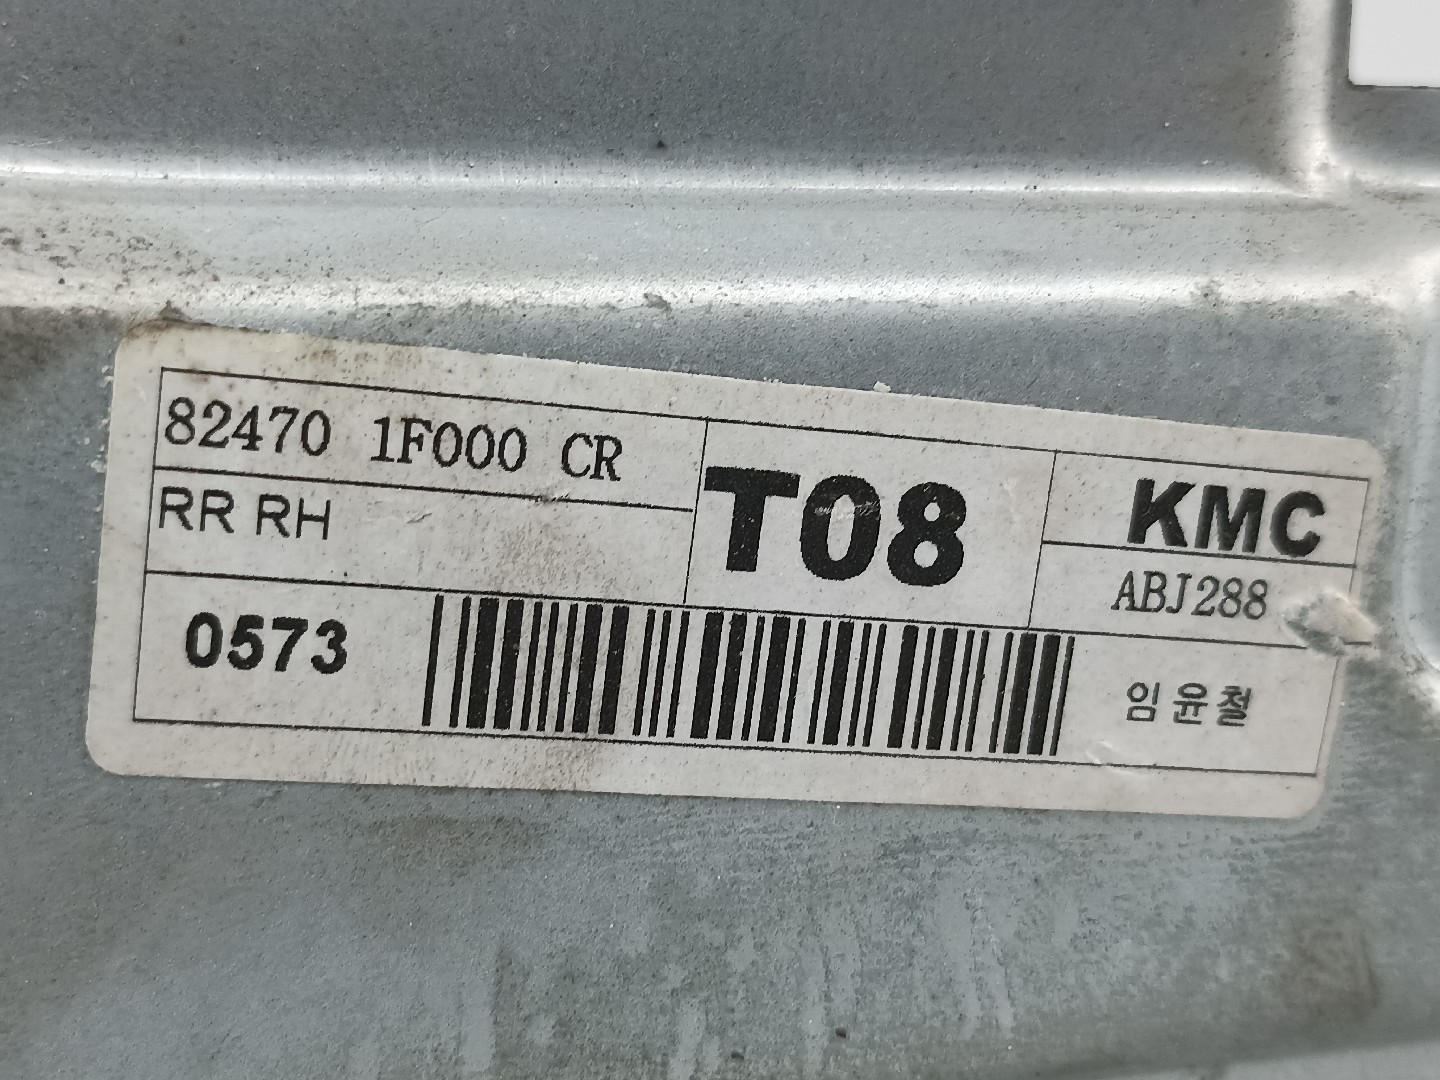 82470 1F000 CR
RR RH
T08
KMC
ABJ288
0573
임윤철